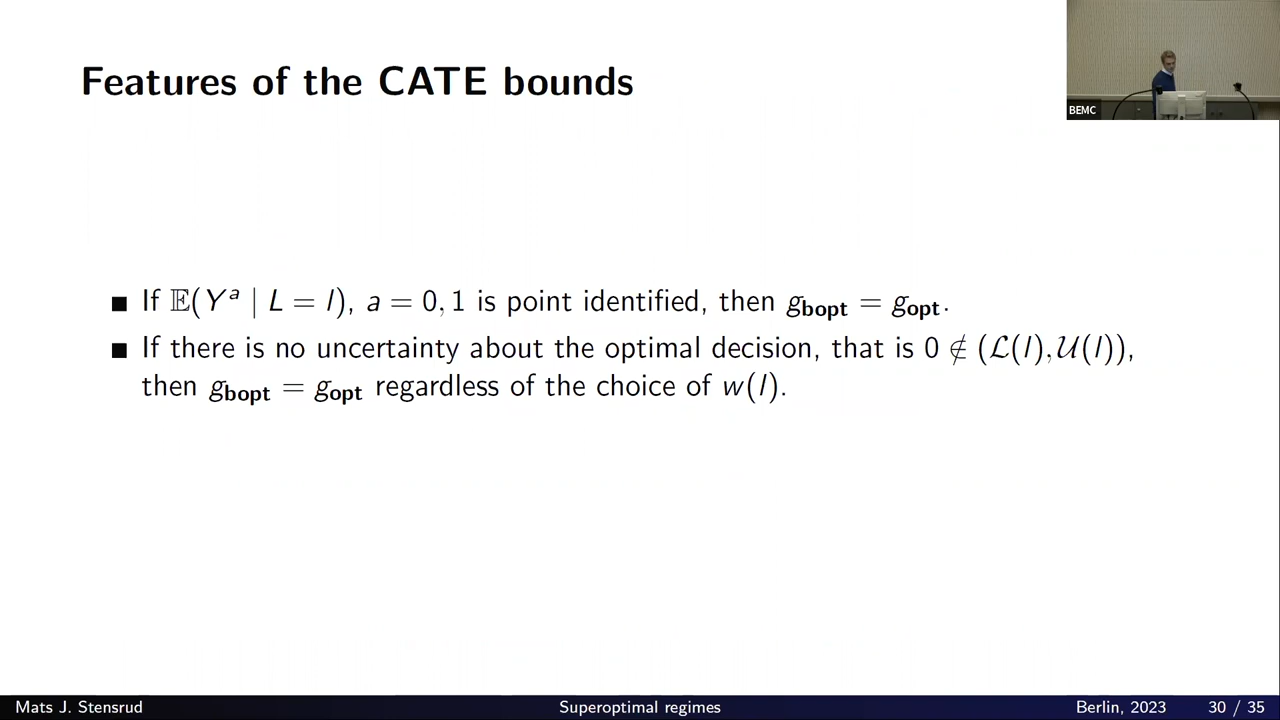 Features of the CATE bounds
BEMC
■ If 𝔼(Yᵃ | L = l), a = 0, 1 is point identified, then g_bopt = g_opt.
■ If there is no uncertainty about the optimal decision, that is 0 ∉ (ℒ(l), 𝒰(l)),
then g_bopt = g_opt regardless of the choice of w(l).
Mats J. Stensrud
Superoptimal regimes
Berlin, 2023
30 / 35